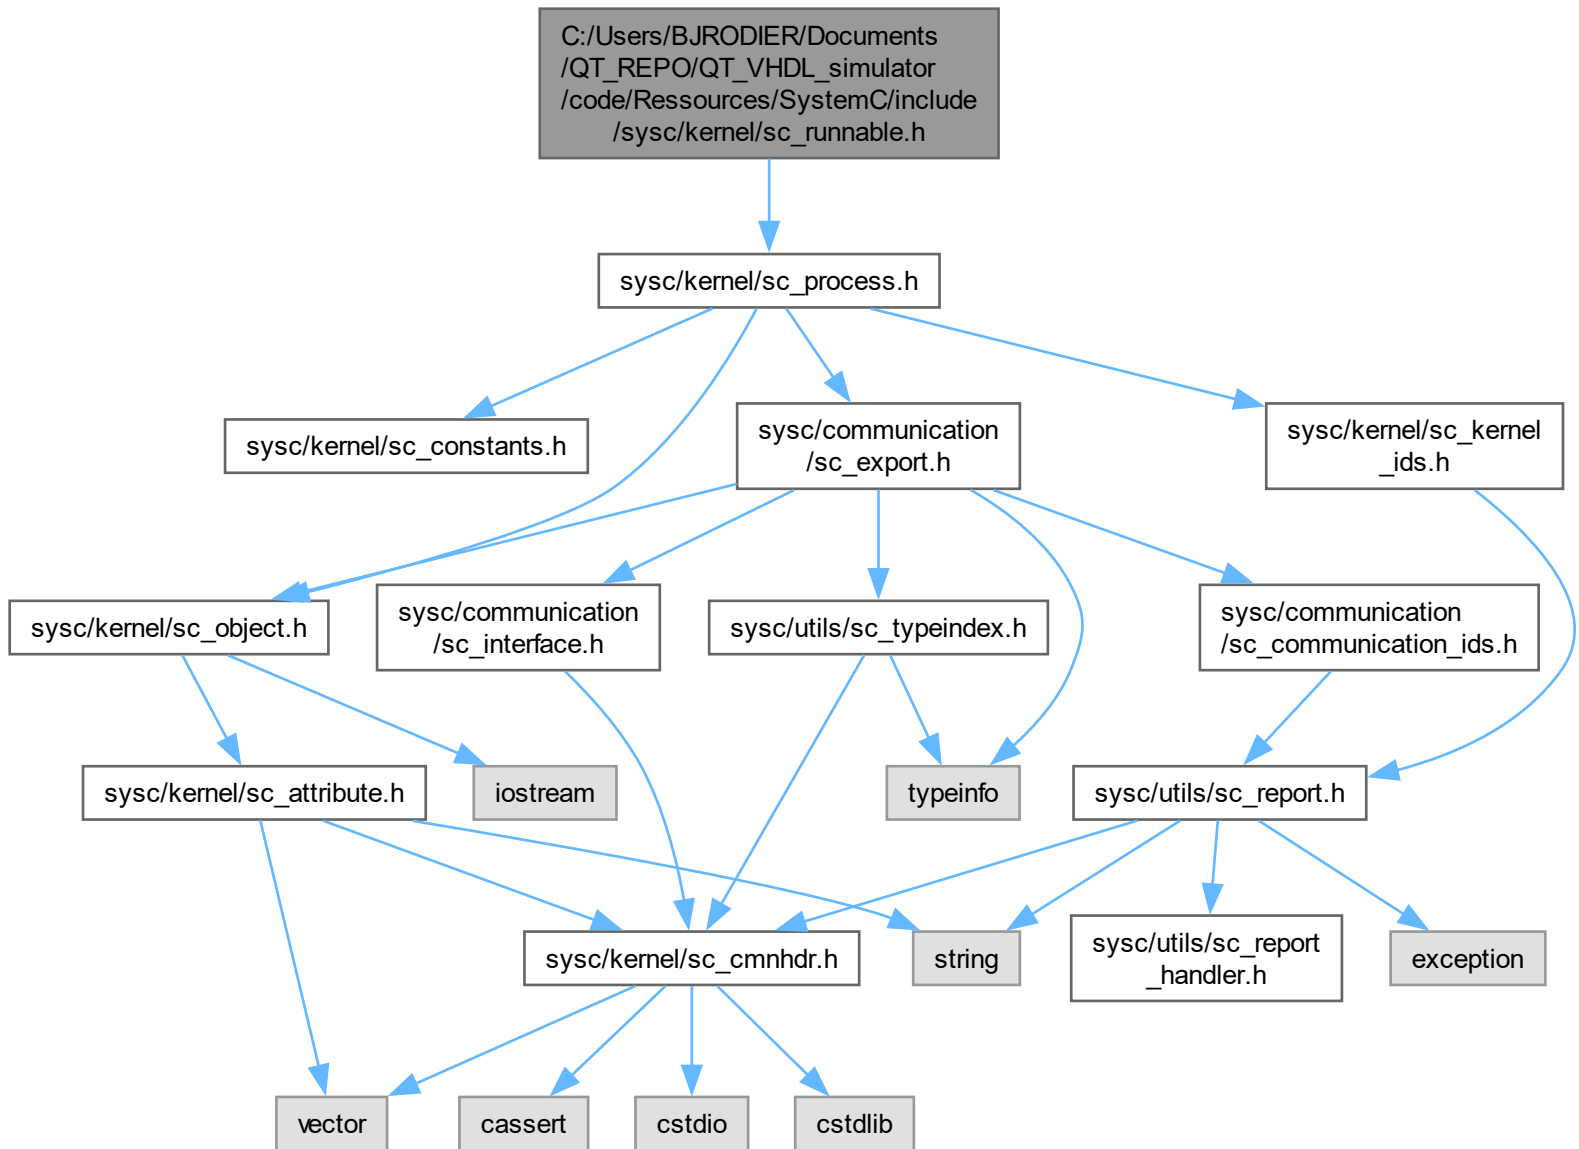 C:/Users/BJRODIER/Documents
/QT_REPO/QT_VHDL_simulator
/code/Ressources/SystemC/include
/sysc/kernel/sc_runnable.h
sysc/kernel/sc_process.h
sysc/kernel/sc_constants.h
sysc/communication
/sc_export.h
sysc/kernel/sc_kernel
_ids.h
sysc/kernel/sc_object.h
sysc/communication
/sc_interface.h
sysc/utils/sc_typeindex.h
sysc/communication
/sc_communication_ids.h
sysc/kernel/sc_attribute.h
iostream
typeinfo
sysc/utils/sc_report.h
sysc/kernel/sc_cmnhdr.h
string
sysc/utils/sc_report
_handler.h
exception
vector
cassert
cstdio
cstdlib